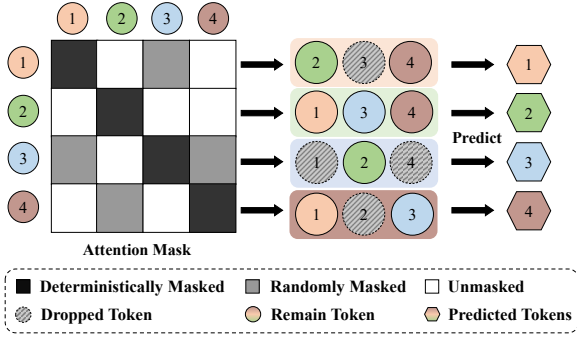 1 2 3 4
1 2 3 4 1
2 1 3 4 2
Predict
3 1 2 4 3
4 1 2 3 4
Attention Mask
Deterministically Masked Randomly Masked Unmasked
Dropped Token Remain Token Predicted Tokens